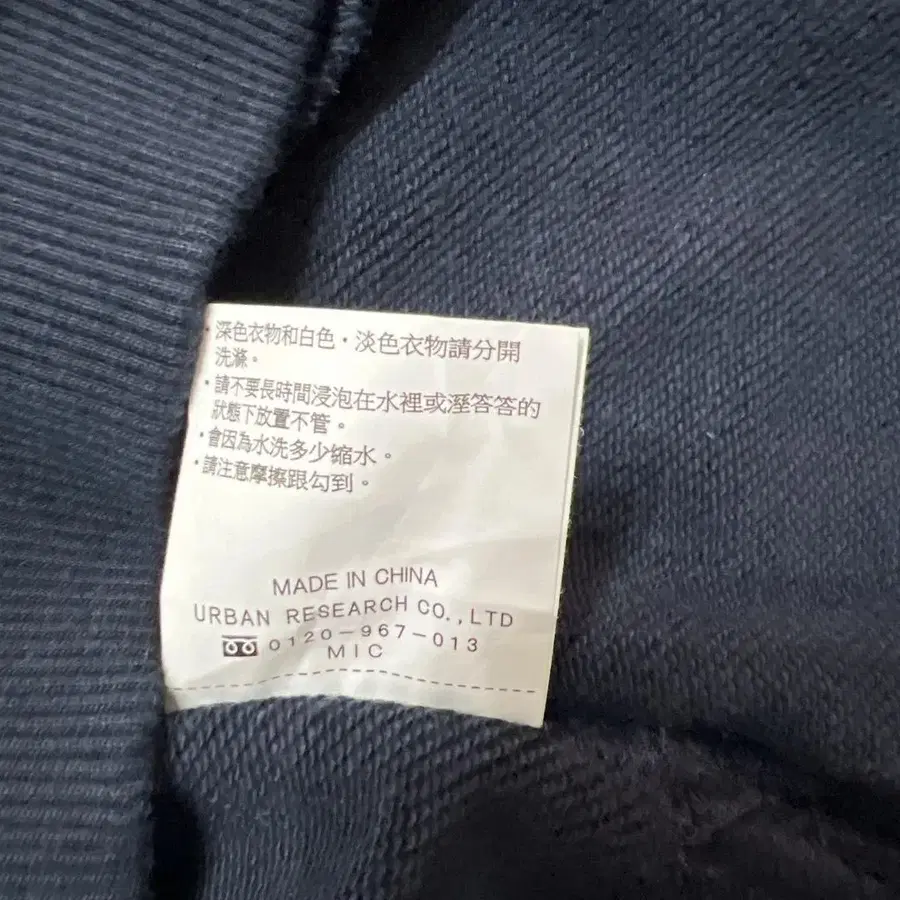 ・深色衣物和白色・淡色衣物請分開
洗滌。
・請不要長時間浸泡在水裡或溼答答的
狀態下放置不管。
・會因為水洗多少縮水。
・請注意摩擦跟勾到。
MADE IN CHINA
URBAN RESEARCH CO.,LTD
0120-967-013
MIC